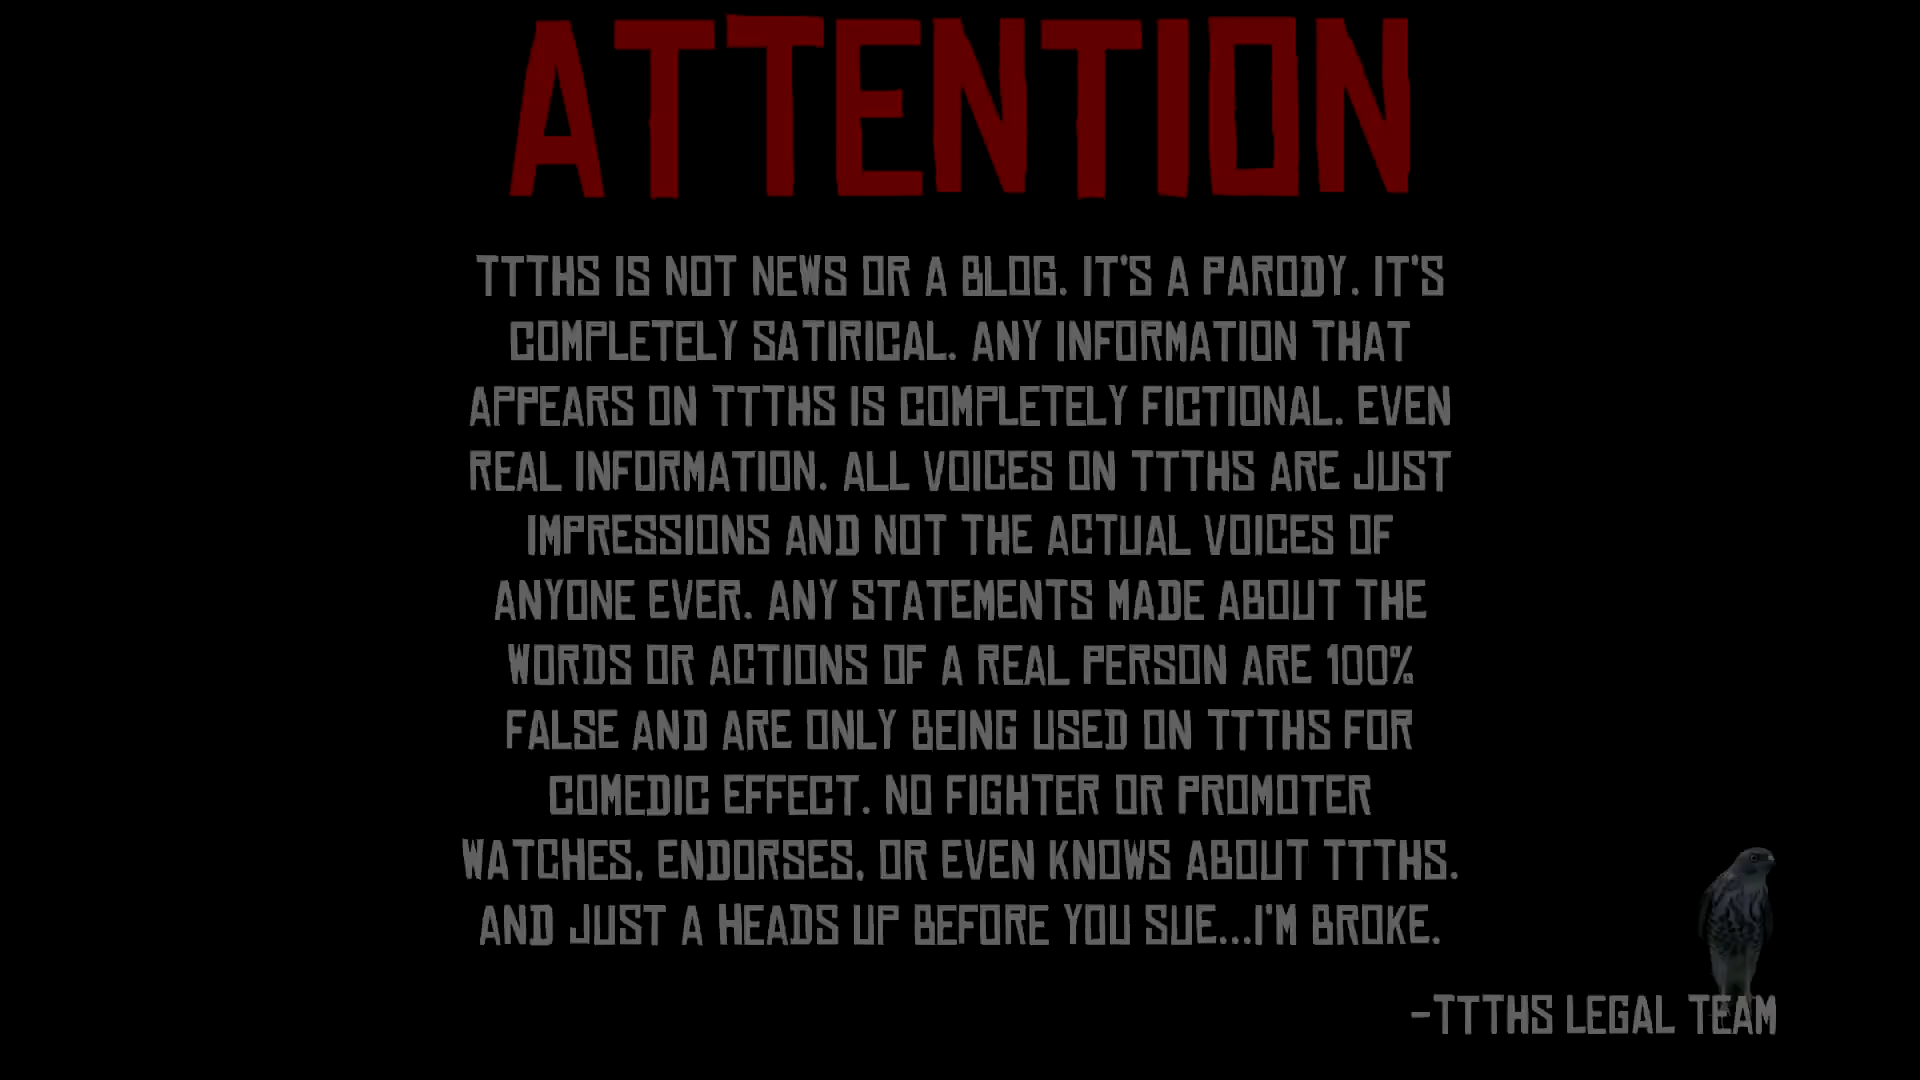 ATTENTION
TTTHS IS NOT NEWS OR A BLOG. IT'S A PARODY. IT'S
COMPLETELY SATIRICAL. ANY INFORMATION THAT
APPEARS ON TTTHS IS COMPLETELY FICTIONAL. EVEN
REAL INFORMATION. ALL VOICES ON TTTHS ARE JUST
IMPRESSIONS AND NOT THE ACTUAL VOICES OF
ANYONE EVER. ANY STATEMENTS MADE ABOUT THE
WORDS OR ACTIONS OF A REAL PERSON ARE 100%
FALSE AND ARE ONLY BEING USED ON TTTHS FOR
COMEDIC EFFECT. NO FIGHTER OR PROMOTER
WATCHES, ENDORSES, OR EVEN KNOWS ABOUT TTTHS.
AND JUST A HEADS UP BEFORE YOU SUE...I'M BROKE.
-TTTHS LEGAL TEAM